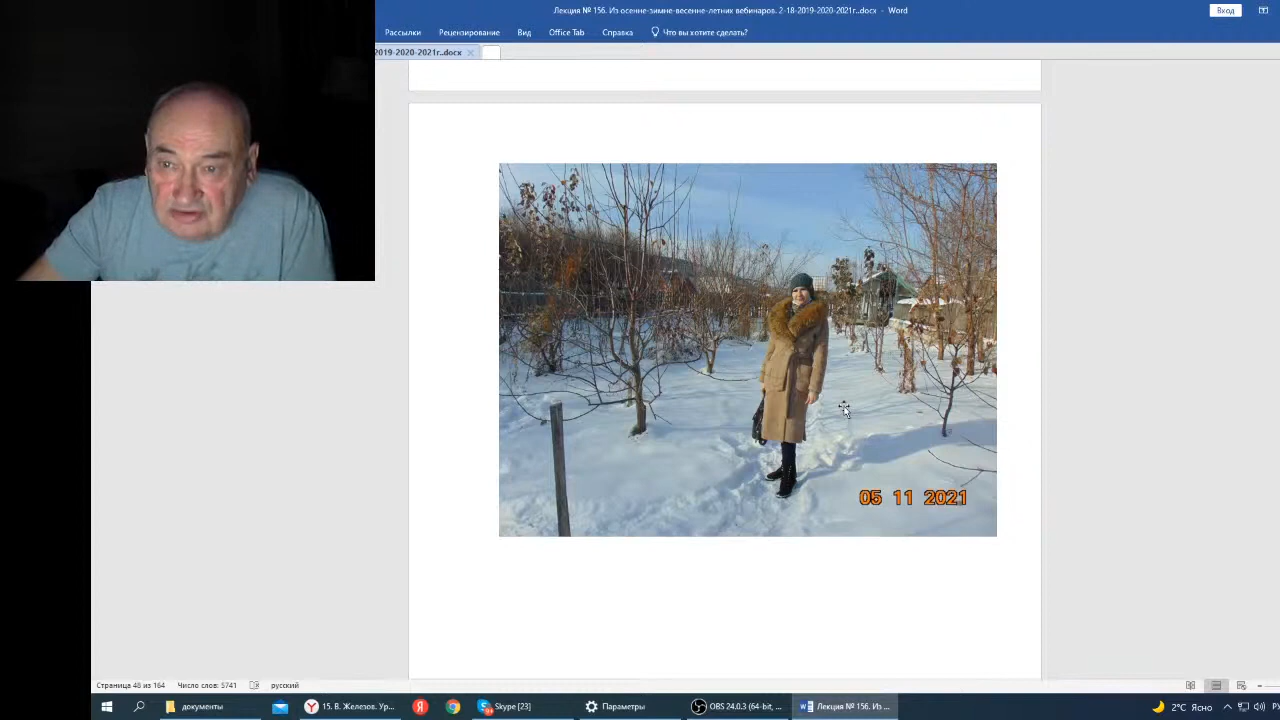 Лекция № 156. Из осенне-зимне-весенне-летних вебинаров. 2-18-2019-2020-2021г..docx - Word
Вход
Рассылки Рецензирование Вид Office Tab Справка Что вы хотите сделать?
2019-2020-2021г..docx
05 11 2021
Страница 48 из 164 Число слов: 5741 русский
документы 15. В. Железов. Ур... Skype [23] Параметры OBS 24.0.3 (64-bit, ... Лекция № 156. Из ... 2°C Ясно